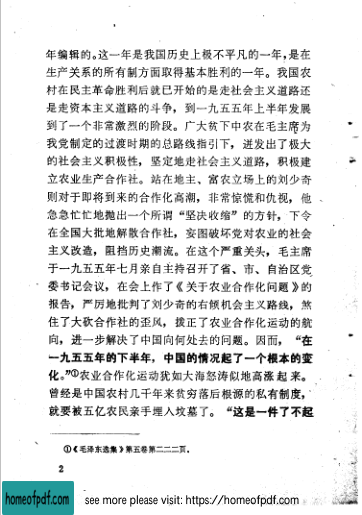 年编辑的。这一年是我国历史上极不平凡的一年，是在
生产关系的所有制方面取得基本胜利的一年。我国农
村在民主革命胜利后就已开始的是走社会主义道路还
是走资本主义道路的斗争，到一九五五年上半年发展
到了一个非常激烈的阶段。广大贫下中农在毛主席为
我党制定的过渡时期的总路线指引下，迸发出了极大
的社会主义积极性，坚定地走社会主义道路，积极建
立农业生产合作社。站在地主、富农立场上的刘少奇
则对于即将到来的合作化高潮，非常惊慌和仇视，他
急急忙忙地抛出一个所谓“坚决收缩”的方针，下令
在全国大批地解散合作社，妄图破坏党对农业的社会
主义改造，阻挡历史潮流。在这个严重关头，毛主席
于一九五五年七月亲自主持召开了省、市、自治区党
委书记会议，在会上作了《关于农业合作化问题》的
报告，严厉地批判了刘少奇的右倾机会主义路线，煞
住了大砍合作社的歪风，拨正了农业合作化运动的航
向，进一步解决了中国向何处去的问题。因而，“在
一九五五年的下半年，中国的情况起了一个根本的变
化。”①农业合作化运动犹如大海怒涛似地高涨起来。
曾经是中国农村几千年来贫穷落后根源的私有制度，
就要被五亿农民亲手埋入坟墓了。“这是一件了不起
①《毛泽东选集》第五卷第二二二页。
2
homeofpdf.com
see more please visit: https://homeofpdf.com